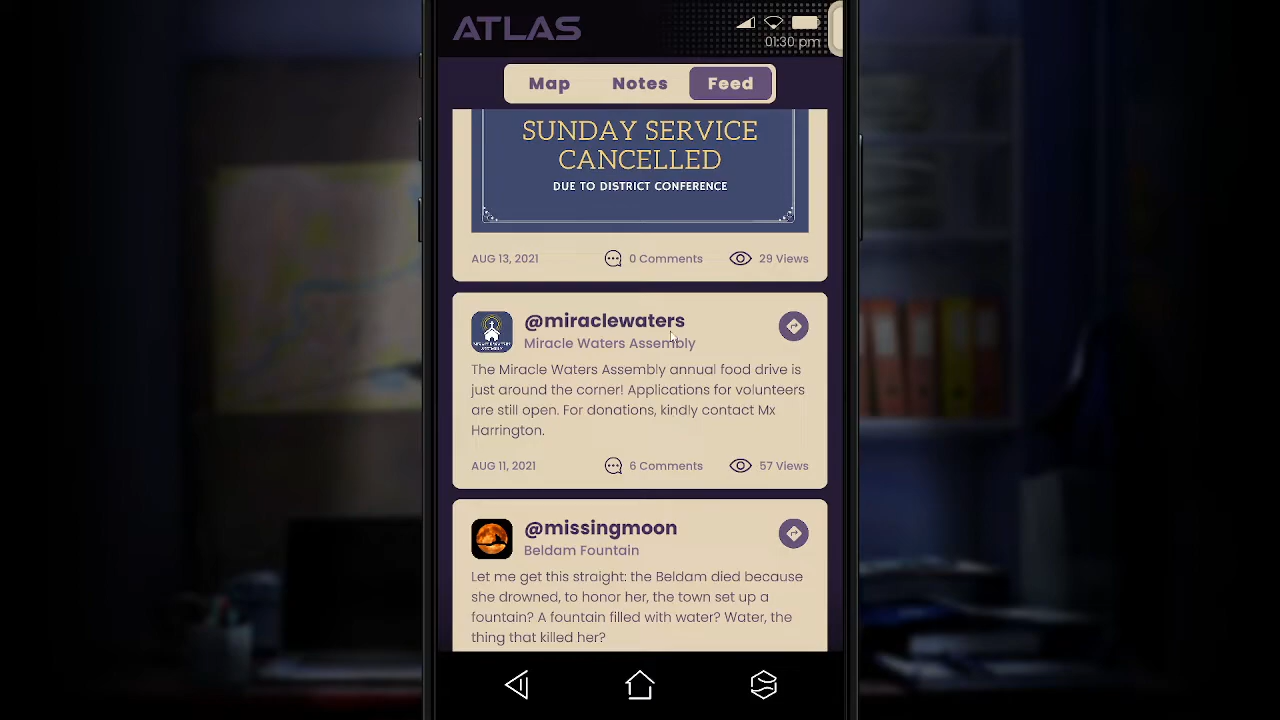 ATLAS
01:30 pm
Map Notes Feed
SUNDAY SERVICE
CANCELLED
DUE TO DISTRICT CONFERENCE
AUG 13, 2021 0 Comments 29 Views
@miraclewaters
Miracle Waters Assembly
The Miracle Waters Assembly annual food drive is
just around the corner! Applications for volunteers
are still open. For donations, kindly contact Mx
Harrington.
AUG 11, 2021 6 Comments 57 Views
@missingmoon
Beldam Fountain
Let me get this straight: the Beldam died because
she drowned, to honor her, the town set up a
fountain? A fountain filled with water? Water, the
thing that killed her?